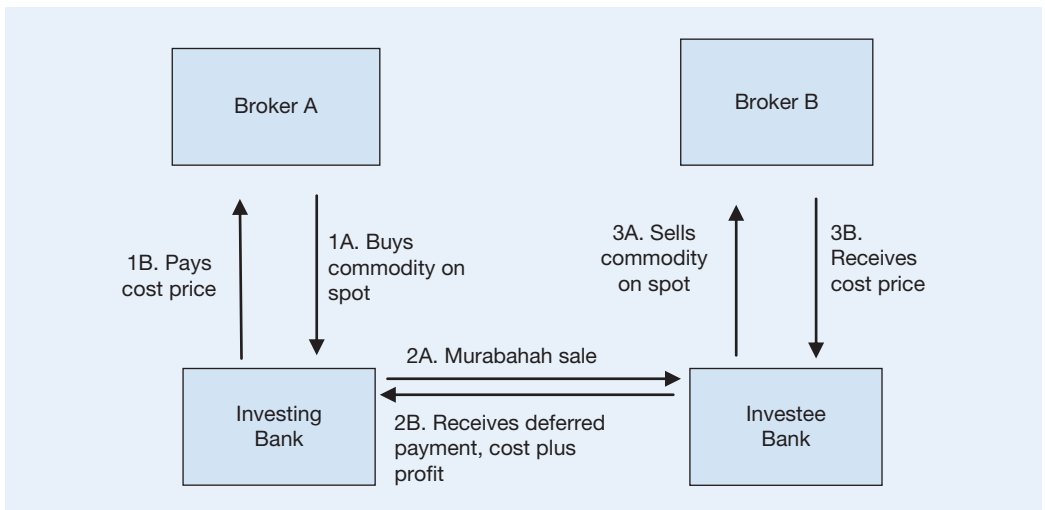 Broker A
Broker B
1B. Pays
cost price
1A. Buys
commodity on
spot
3A. Sells
commodity
on spot
3B.
Receives
cost price
2A. Murabahah sale
Investing
Bank
2B. Receives deferred
payment, cost plus
profit
Investee
Bank